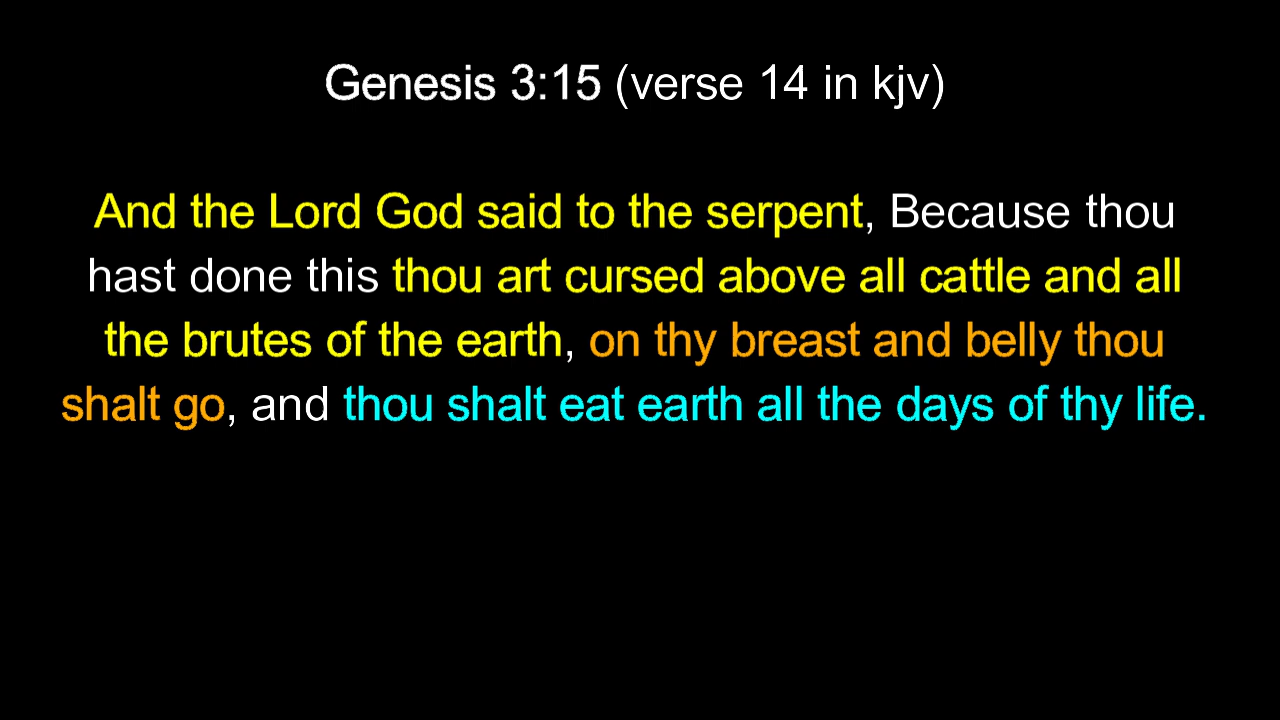 Genesis 3:15 (verse 14 in kjv)
And the Lord God said to the serpent, Because thou
hast done this thou art cursed above all cattle and all
the brutes of the earth, on thy breast and belly thou
shalt go, and thou shalt eat earth all the days of thy life.